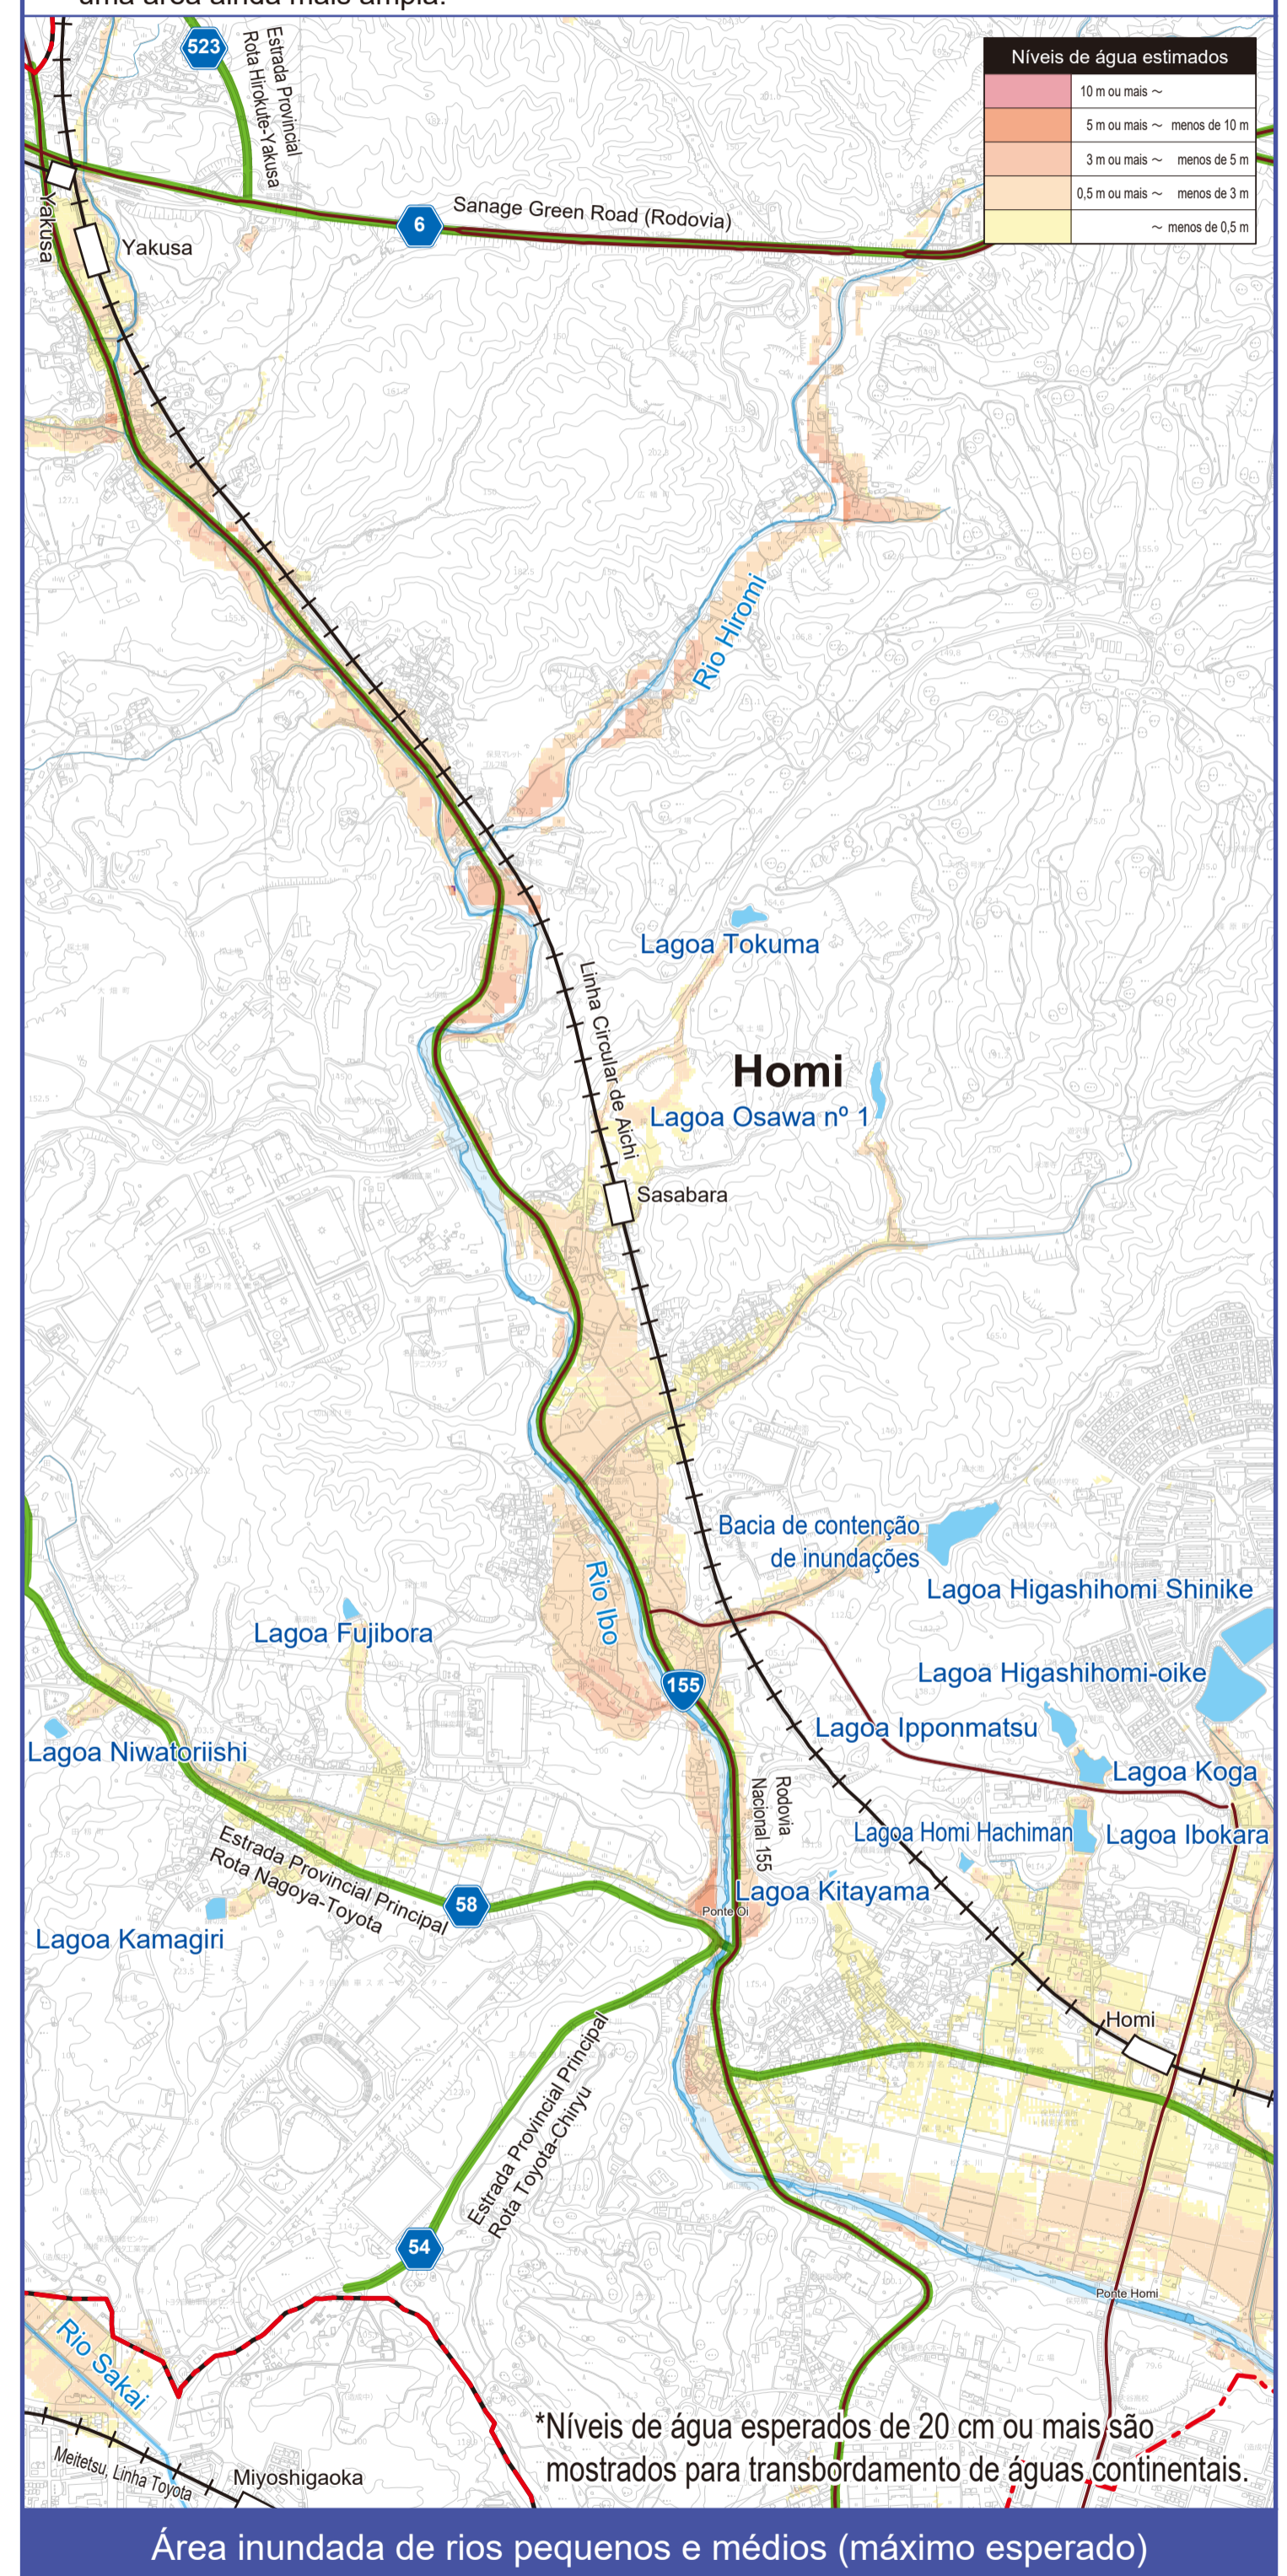 uma área ainda mais ampla.
Níveis de água estimados
10 m ou mais ～
5 m ou mais ～ menos de 10 m
3 m ou mais ～ menos de 5 m
0,5 m ou mais ～ menos de 3 m
～ menos de 0,5 m
523
Estrada Provincial
Rota Hirokute-Yakusa
6
Sanage Green Road (Rodovia)
Yakusa
Yakusa
Rio Hiromi
Lagoa Tokuma
Linha Circular de Aichi
Homi
Lagoa Osawa nº 1
Sasabara
Bacia de contenção
de inundações
Lagoa Higashihomi Shinike
Rio Ibo
Lagoa Fujibora
155
Lagoa Higashihomi-oike
Lagoa Ipponmatsu
Lagoa Niwatoriishi
Lagoa Koga
Rodovia
Nacional 155
Lagoa Homi Hachiman
Lagoa Ibokara
Estrada Provincial Principal
Rota Nagoya-Toyota
58
Lagoa Kitayama
Ponte Oi
Lagoa Kamagiri
Homi
Estrada Provincial Principal
Rota Toyota-Chiryu
54
Ponte Homi
Rio Sakai
Meitetsu, Linha Toyota
Miyoshigaoka
*Níveis de água esperados de 20 cm ou mais são
mostrados para transbordamento de águas continentais.
Área inundada de rios pequenos e médios (máximo esperado)